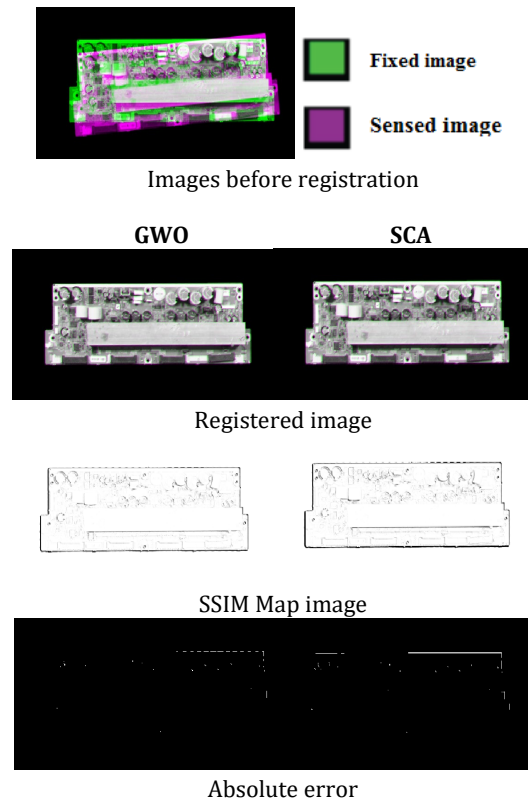 Fixed image
Sensed image
Images before registration
GWO SCA
Registered image
SSIM Map image
Absolute error